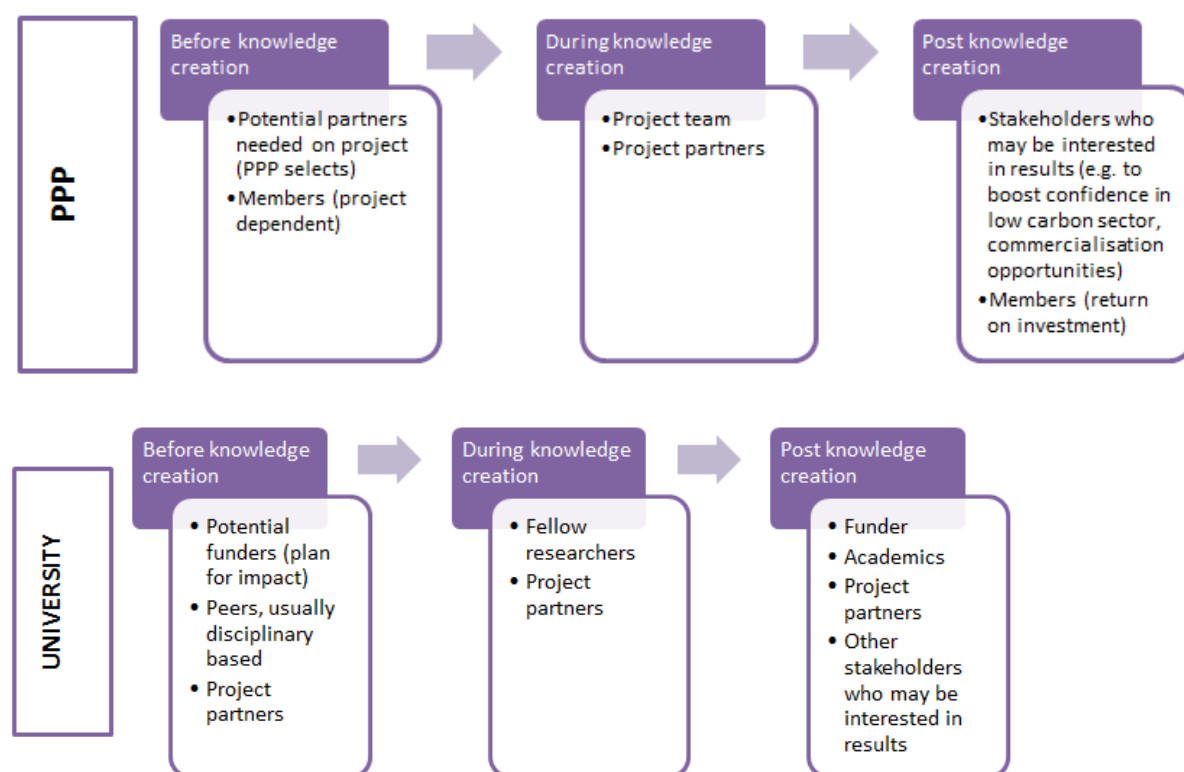 PPP
Before knowledge
creation
•Potential partners
needed on project
(PPP selects)
•Members (project
dependent)
During knowledge
creation
•Project team
•Project partners
Post knowledge
creation
•Stakeholders who
may be interested
in results (e.g. to
boost confidence in
low carbon sector,
commercialisation
opportunities)
•Members (return
on investment)
UNIVERSITY
Before knowledge
creation
• Potential
funders (plan
for impact)
• Peers, usually
disciplinary
based
• Project
partners
During knowledge
creation
• Fellow
researchers
• Project
partners
Post knowledge
creation
• Funder
• Academics
• Project
partners
• Other
stakeholders
who may be
interested in
results